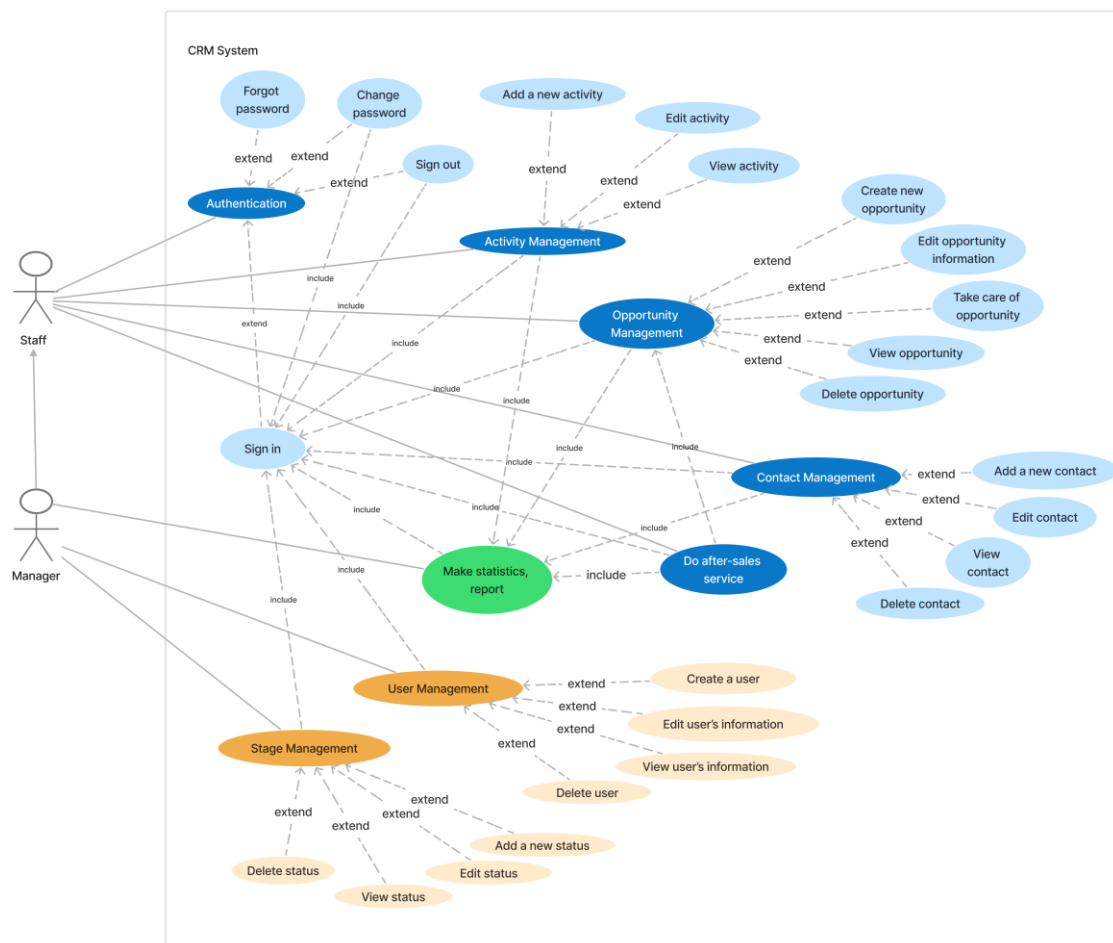 CRM System
Forgot
password
Change
password
Add a new activity
Edit activity
View activity
Sign out
extend
extend
extend
extend
extend
extend
Authentication
Activity Management
Create new
opportunity
Edit opportunity
information
Take care of
opportunity
View opportunity
Delete opportunity
extend
extend
extend
extend
extend
Opportunity
Management
Staff
include
include
extend
include
include
include
include
include
include
Sign in
Contact Management
extend
extend
extend
extend
Add a new contact
Edit contact
View
contact
Delete contact
include
include
include
Manager
Make statistics,
report
include
Do after-sales
service
include
include
User Management
extend
extend
extend
extend
Create a user
Edit user's information
View user's information
Delete user
Stage Management
extend
extend
extend
extend
Add a new status
Edit status
Delete status
View status